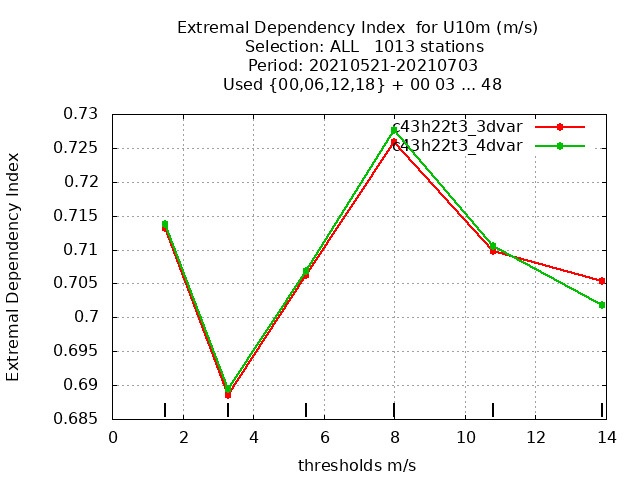 Extremal Dependency Index  for U10m (m/s)
Selection: ALL   1013 stations
Period: 20210521-20210703
Used {00,06,12,18} + 00 03 ... 48
c43h22t3_3dvar
c43h22t3_4dvar
Extremal Dependency Index
0.73
0.725
0.72
0.715
0.71
0.705
0.7
0.695
0.69
0.685
0 2 4 6 8 10 12 14
thresholds m/s